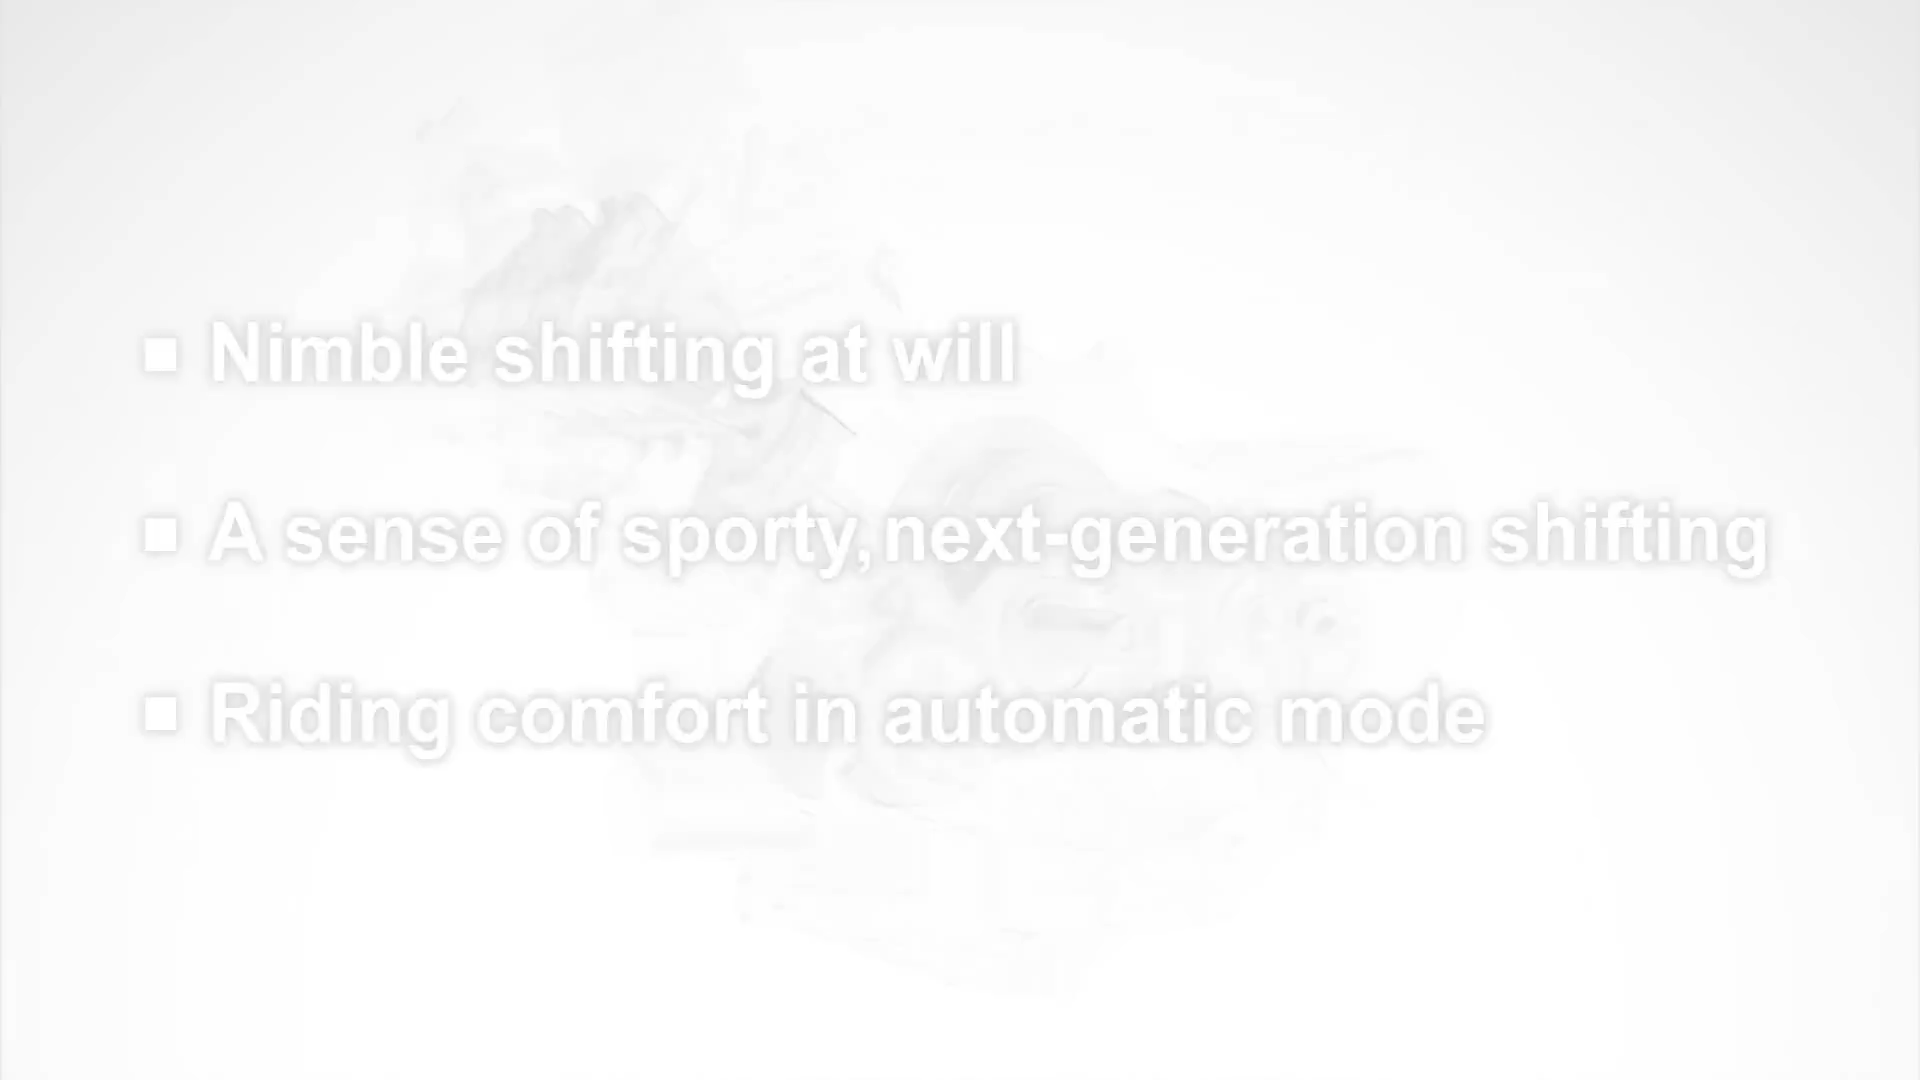 ▪ Nimble shifting at will
▪ A sense of sporty, next-generation shifting
▪ Riding comfort in automatic mode